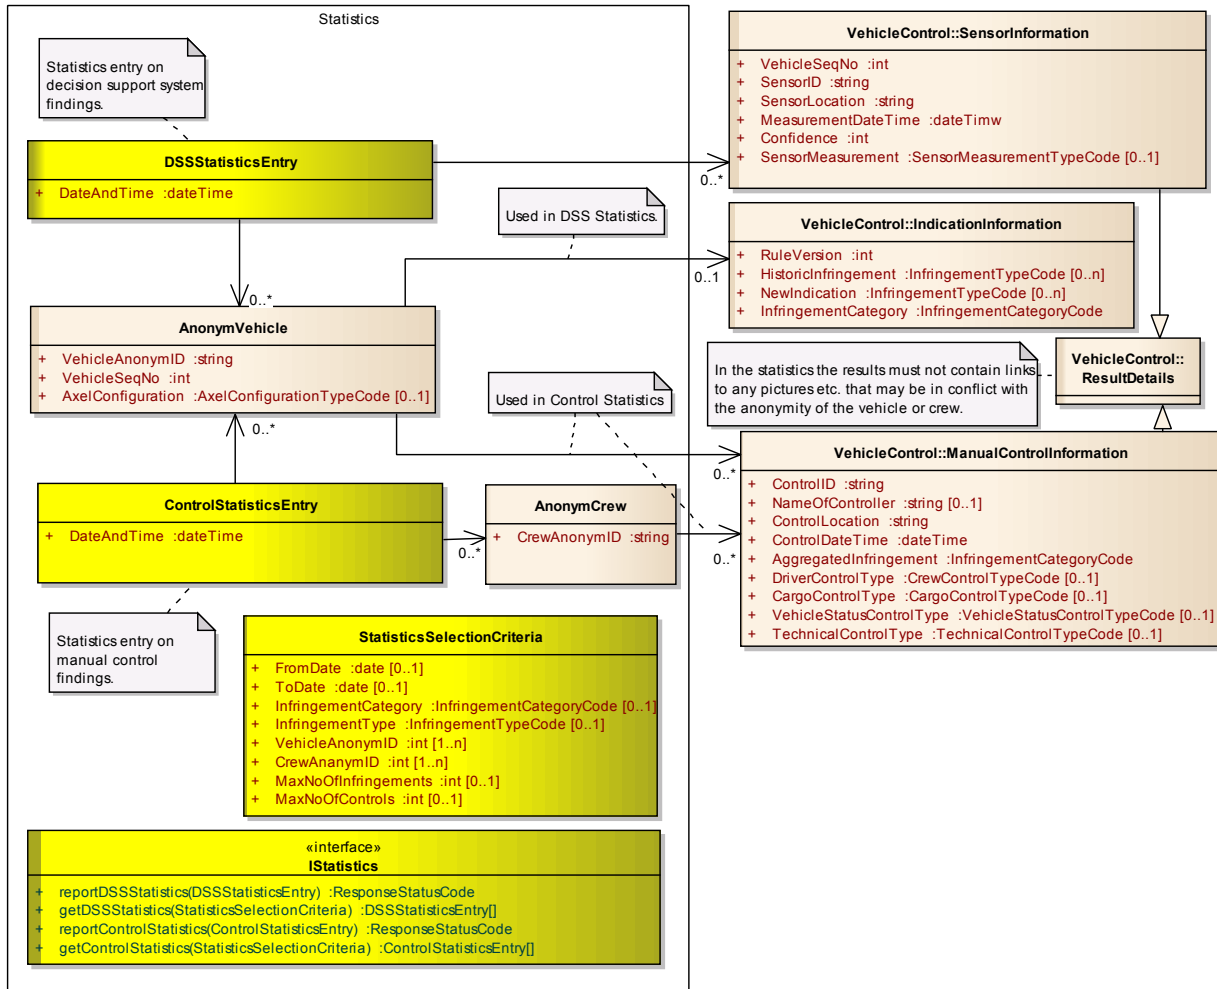 Statistics
Statistics entry on
decision support system
findings.
DSSStatisticsEntry
+ DateAndTime :dateTime
VehicleControl::SensorInformation
+ VehicleSeqNo :int
+ SensorID :string
+ SensorLocation :string
+ MeasurementDateTime :dateTimw
+ Confidence :int
+ SensorMeasurement :SensorMeasurementTypeCode [0..1]
0..*
Used in DSS Statistics.
VehicleControl::IndicationInformation
+ RuleVersion :int
+ HistoricInfringement :InfringementTypeCode [0..n]
+ NewIndication :InfringementTypeCode [0..n]
+ InfringementCategory :InfringementCategoryCode
0..1
0..*
AnonymVehicle
+ VehicleAnonymID :string
+ VehicleSeqNo :int
+ AxelConfiguration :AxelConfigurationTypeCode [0..1]
0..*
Used in Control Statistics
In the statistics the results must not contain links
to any pictures etc. that may be in conflict with
the anonymity of the vehicle or crew.
VehicleControl::
ResultDetails
0..*
VehicleControl::ManualControlInformation
+ ControlID :string
+ NameOfController :string [0..1]
+ ControlLocation :string
+ ControlDateTime :dateTime
+ AggregatedInfringement :InfringementCategoryCode
+ DriverControlType :CrewControlTypeCode [0..1]
+ CargoControlType :CargoControlTypeCode [0..1]
+ VehicleStatusControlType :VehicleStatusControlTypeCode [0..1]
+ TechnicalControlType :TechnicalControlTypeCode [0..1]
0..*
ControlStatisticsEntry
+ DateAndTime :dateTime
0..*
AnonymCrew
+ CrewAnonymID :string
Statistics entry on
manual control
findings.
StatisticsSelectionCriteria
+ FromDate :date [0..1]
+ ToDate :date [0..1]
+ InfringementCategory :InfringementCategoryCode [0..1]
+ InfringementType :InfringementTypeCode [0..1]
+ VehicleAnonymID :int [1..n]
+ CrewAnanymID :int [1..n]
+ MaxNoOfInfringements :int [0..1]
+ MaxNoOfControls :int [0..1]
«interface»
IStatistics
+ reportDSSStatistics(DSSStatisticsEntry) :ResponseStatusCode
+ getDSSStatistics(StatisticsSelectionCriteria) :DSSStatisticsEntry[]
+ reportControlStatistics(ControlStatisticsEntry) :ResponseStatusCode
+ getControlStatistics(StatisticsSelectionCriteria) :ControlStatisticsEntry[]